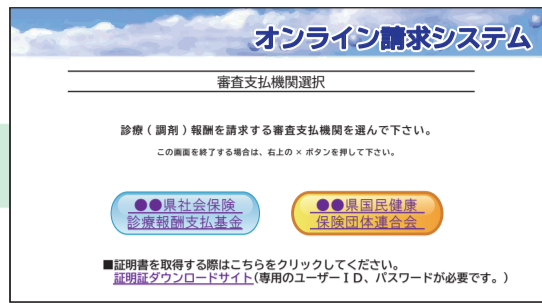 オンライン請求システム
審査支払機関選択
診療(調剤)報酬を請求する審査支払機関を選んで下さい。
この画面を終了する場合は、右上の×ボタンを押して下さい。
●●県社会保険
診療報酬支払基金
●●県国民健康
保険団体連合会
■証明書を取得する際はこちらをクリックしてください。
証明証ダウンロードサイト(専用のユーザーID、パスワードが必要です。)